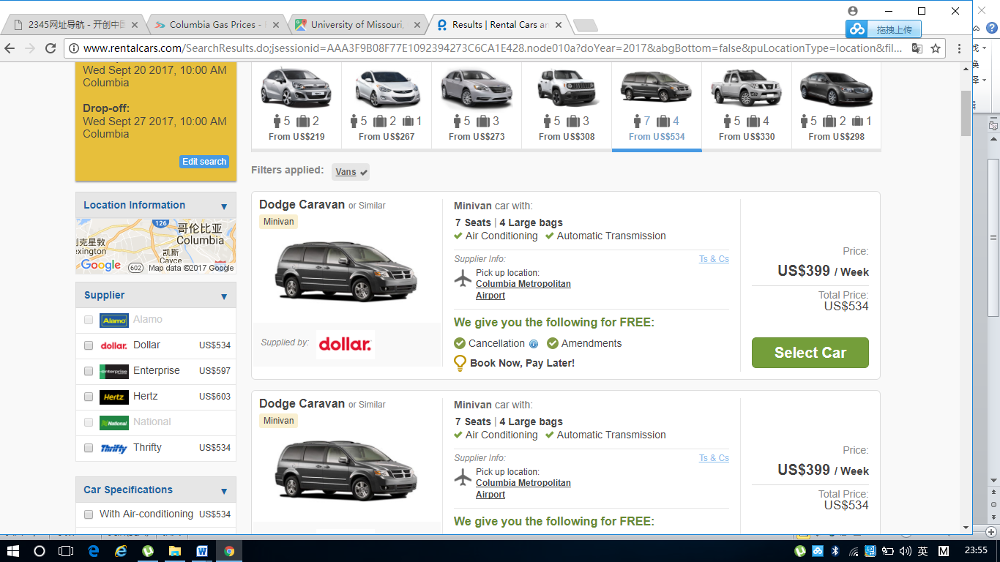 2345网址导航 - 开创中国
Columbia Gas Prices -
University of Missouri,
Results | Rental Cars an
拖拽上传
www.rentalcars.com/SearchResults.do;jsessionid=AAA3F9B08F77E1092394273C6CA1E428.node010a?doYear=2017&abgBottom=false&puLocationType=location&fil...
Wed Sept 20 2017, 10:00 AM
Columbia
Drop-off:
Wed Sept 27 2017, 10:00 AM
Columbia
Edit search
5 2
From US$219
5 2 1
From US$267
5 3
From US$273
5 3
From US$308
7 4
From US$534
5 4
From US$330
5 2 1
From US$298
Filters applied: Vans
Location Information
126
哥伦比亚
Columbia
克星敦
exington
凯斯
Cayce
Google
602
Map data ©2017 Google
Supplier
Alamo Alamo
dollar. Dollar US$534
enterprise Enterprise US$597
Hertz Hertz US$603
National National
Thrifty Thrifty US$534
Car Specifications
With Air-conditioning US$534
Dodge Caravan or Similar
Minivan
Supplied by: dollar.
Minivan car with:
7 Seats | 4 Large bags
Air Conditioning Automatic Transmission
Supplier Info: Ts & Cs
Pick up location:
Columbia Metropolitan
Airport
We give you the following for FREE:
Cancellation Amendments
Book Now, Pay Later!
Price:
US$399 / Week
Total Price:
US$534
Select Car
Dodge Caravan or Similar
Minivan
Minivan car with:
7 Seats | 4 Large bags
Air Conditioning Automatic Transmission
Supplier Info: Ts & Cs
Pick up location:
Columbia Metropolitan
Airport
We give you the following for FREE:
Price:
US$399 / Week
Total Price:
US$534
英
M
23:55